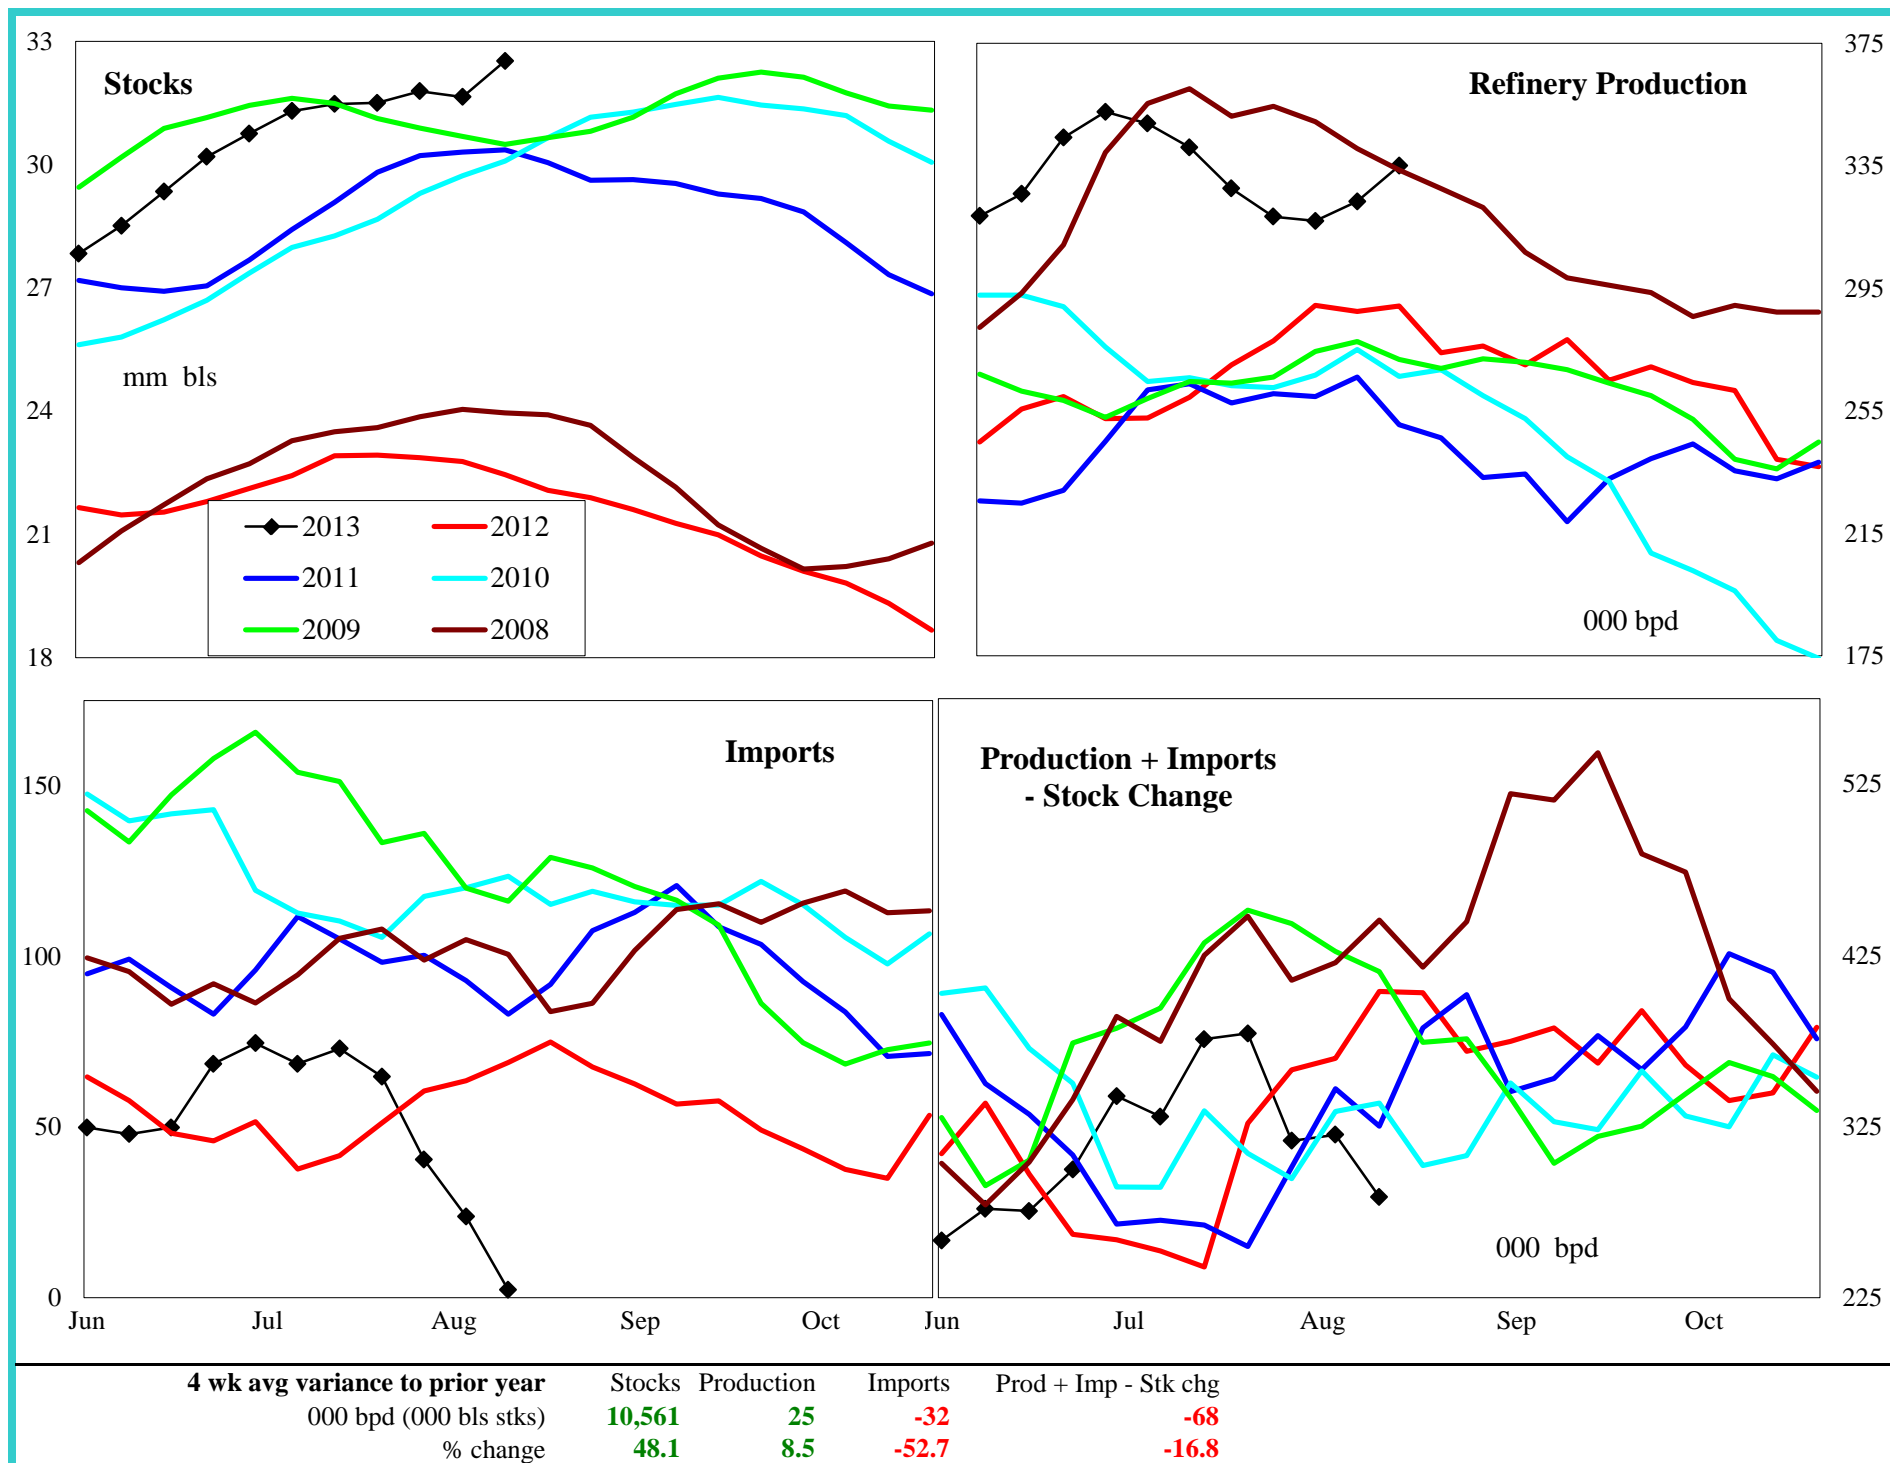 Stocks
33
30
27
24
21
18
mm bls
2013
2012
2011
2010
2009
2008
Refinery Production
375
335
295
255
215
175
000 bpd
Imports
150
100
50
0
Jun Jul Aug Sep Oct
Production + Imports
- Stock Change
525
425
325
225
000 bpd
Jun Jul Aug Sep Oct
4 wk avg variance to prior year Stocks Production Imports Prod + Imp - Stk chg
000 bpd (000 bls stks) 10,561 25 -32 -68
% change 48.1 8.5 -52.7 -16.8